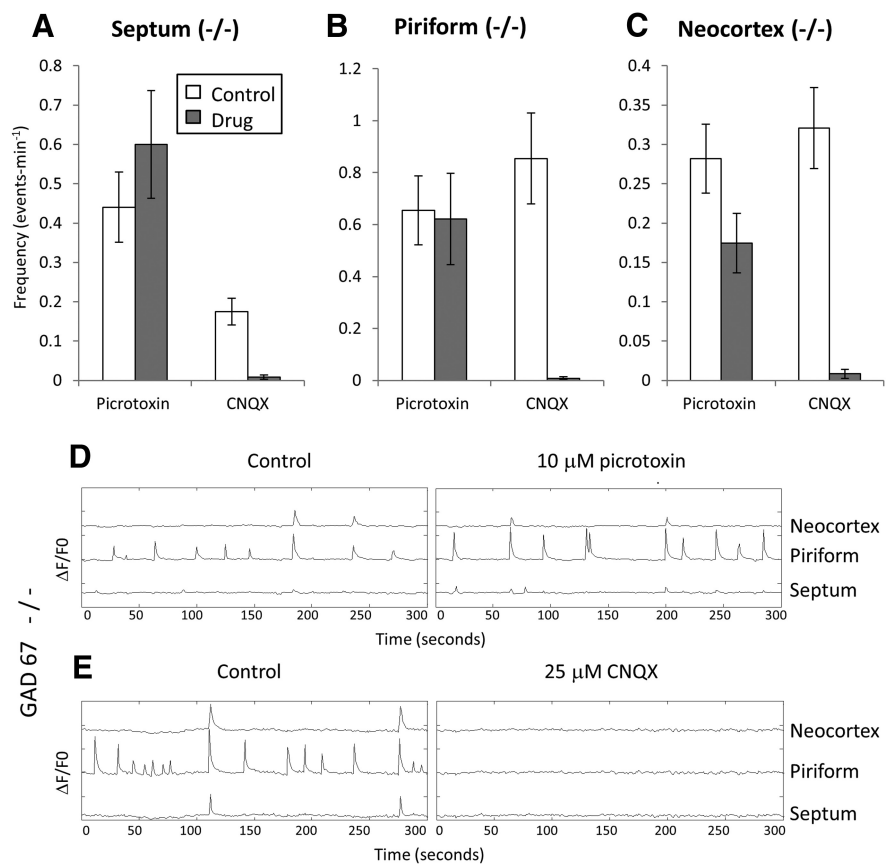 A Septum (-/-)
B Piriform (-/-)
C Neocortex (-/-)
Frequency (events-min⁻¹)
0.8
0.7
0.6
0.5
0.4
0.3
0.2
0.1
0
Control
Drug
Picrotoxin CNQX
1.2
1
0.8
0.6
0.4
0.2
0
Picrotoxin CNQX
0.4
0.35
0.3
0.25
0.2
0.15
0.1
0.05
0
Picrotoxin CNQX
GAD 67 -/-
D
Control 10 µM picrotoxin
ΔF/F0
Neocortex
Piriform
Septum
0 50 100 150 200 250 300 0 50 100 150 200 250 300
Time (seconds) Time (seconds)
E
Control 25 µM CNQX
ΔF/F0
Neocortex
Piriform
Septum
0 50 100 150 200 250 300 0 50 100 150 200 250 300
Time (seconds) Time (seconds)